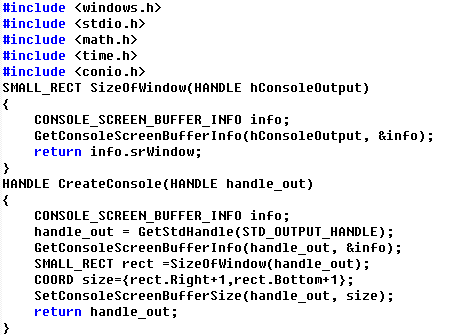 #include <windows.h>
#include <stdio.h>
#include <math.h>
#include <time.h>
#include <conio.h>
SMALL_RECT SizeOfWindow(HANDLE hConsoleOutput)
{
    CONSOLE_SCREEN_BUFFER_INFO info;
    GetConsoleScreenBufferInfo(hConsoleOutput, &info);
    return info.srWindow;
}
HANDLE CreateConsole(HANDLE handle_out)
{
    CONSOLE_SCREEN_BUFFER_INFO info;
    handle_out = GetStdHandle(STD_OUTPUT_HANDLE);
    GetConsoleScreenBufferInfo(handle_out, &info);
    SMALL_RECT rect =SizeOfWindow(handle_out);
    COORD size={rect.Right+1,rect.Bottom+1};
    SetConsoleScreenBufferSize(handle_out, size);
    return handle_out;
}